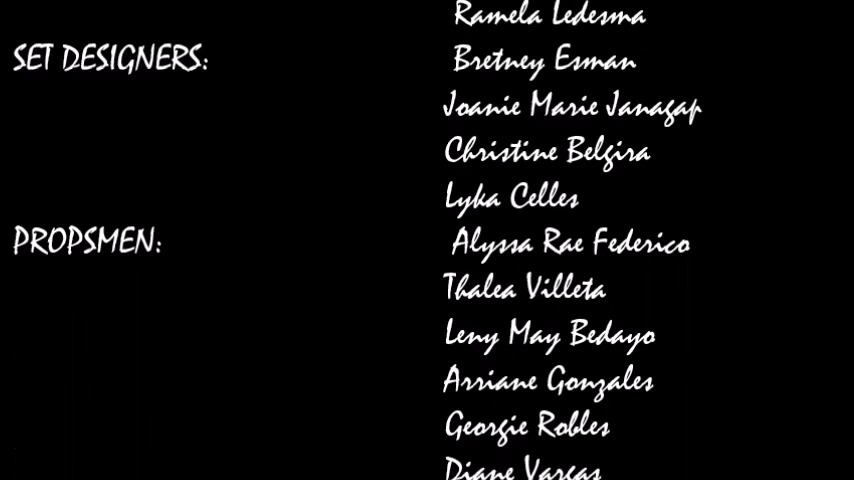 Ramela Ledesma
SET DESIGNERS: Bretney Esman
Joanie Marie Janagap
Christine Belgira
Lyka Celles
PROPSMEN: Alyssa Rae Federico
Thalea Villeta
Leny May Bedayo
Arriane Gonzales
Georgie Robles
Diane Vargas